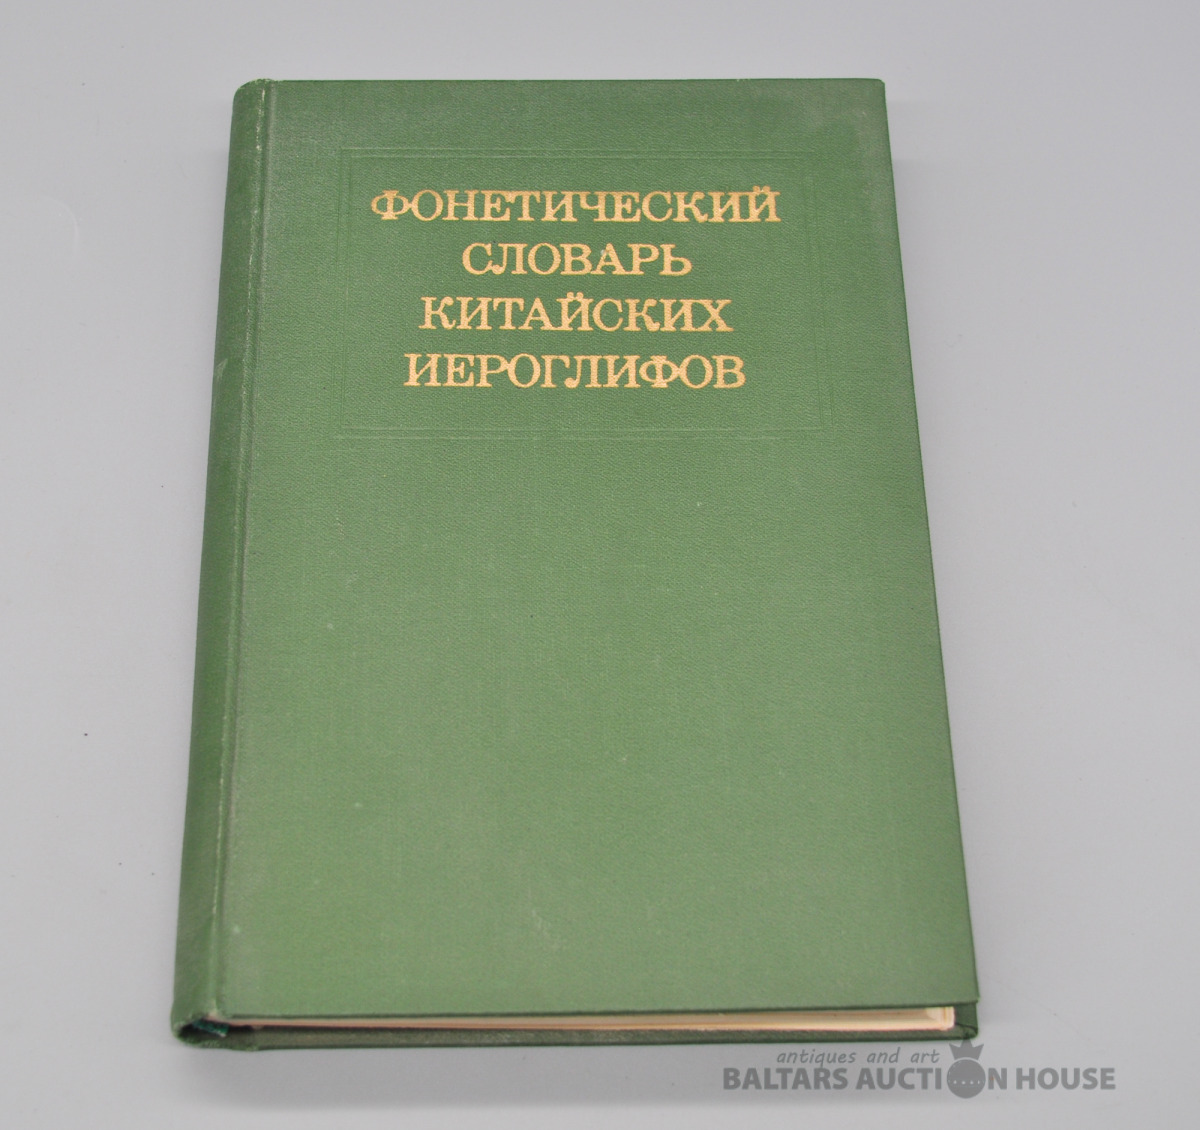 ФОНЕТИЧЕСКИЙ
СЛОВАРЬ
КИТАЙСКИХ
ИЕРОГЛИФОВ
antiques and art
BALTARS AUCTION HOUSE